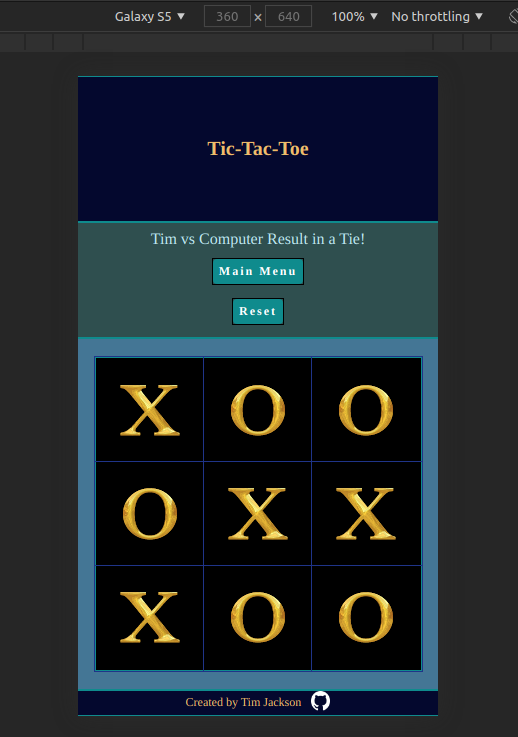 Galaxy S5 ▼ 360 × 640 100% ▼ No throttling ▼
Tic-Tac-Toe
Tim vs Computer Result in a Tie!
Main Menu
Reset
X O O
O X X
X O O
Created by Tim Jackson